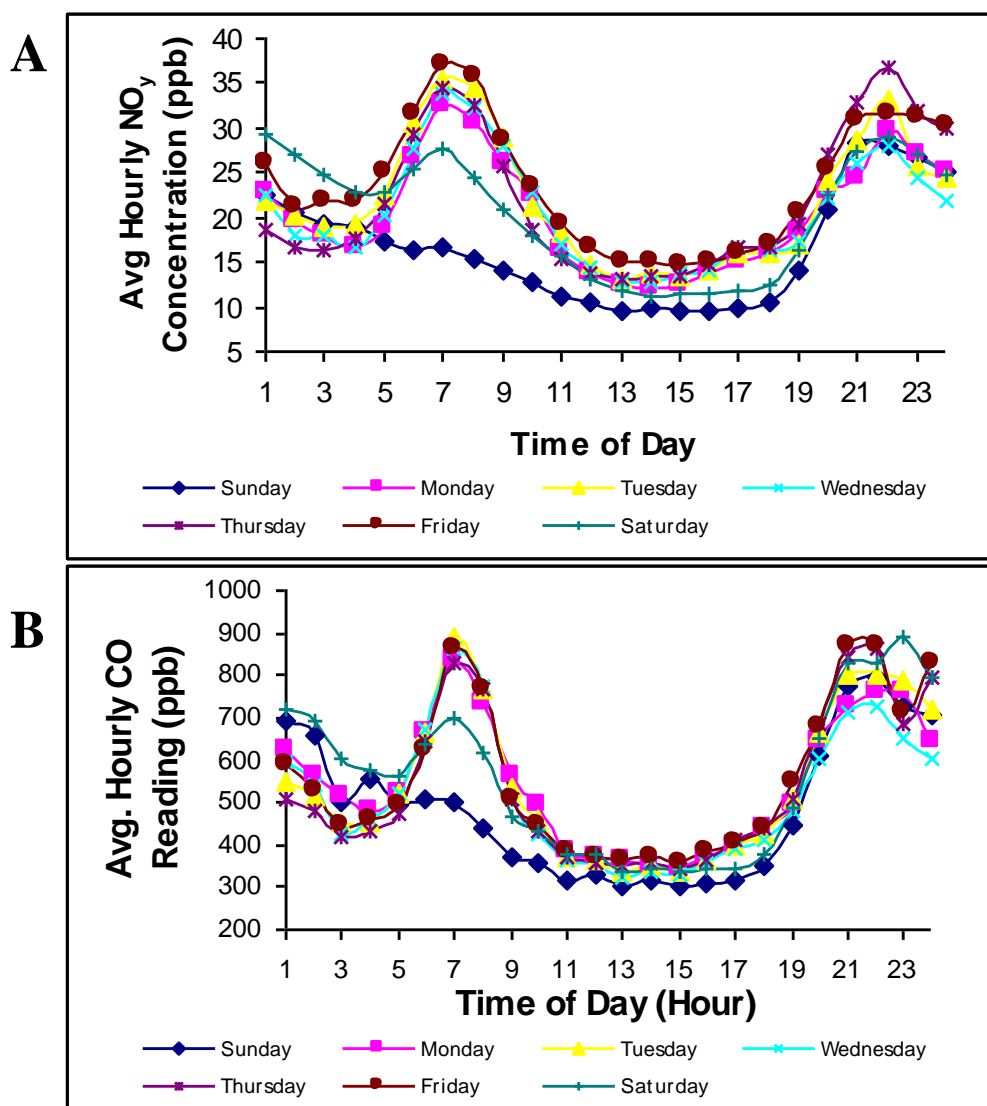 A
Avg Hourly NOy
Concentration (ppb)
40
35
30
25
20
15
10
5
1 3 5 7 9 11 13 15 17 19 21 23
Time of Day
Sunday Monday Tuesday Wednesday
Thursday Friday Saturday
B
Avg. Hourly CO
Reading (ppb)
1000
900
800
700
600
500
400
300
200
1 3 5 7 9 11 13 15 17 19 21 23
Time of Day (Hour)
Sunday Monday Tuesday Wednesday
Thursday Friday Saturday